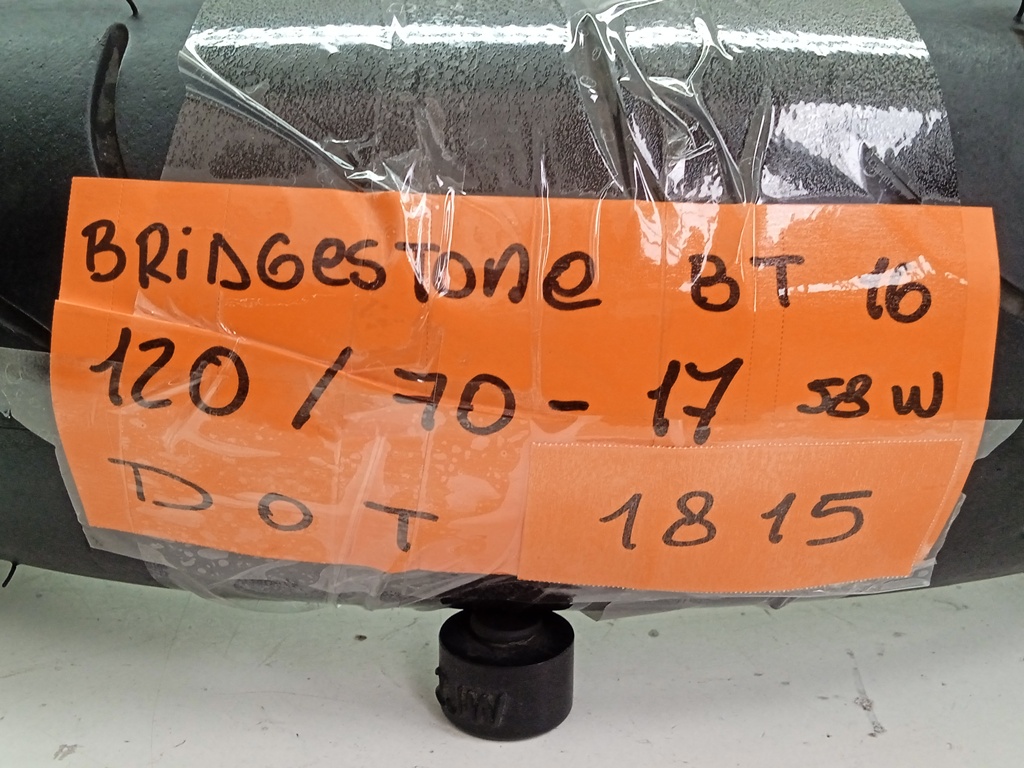 BRiDGesTone BT 16
120 / 70 - 17 58 W
DOT 1815